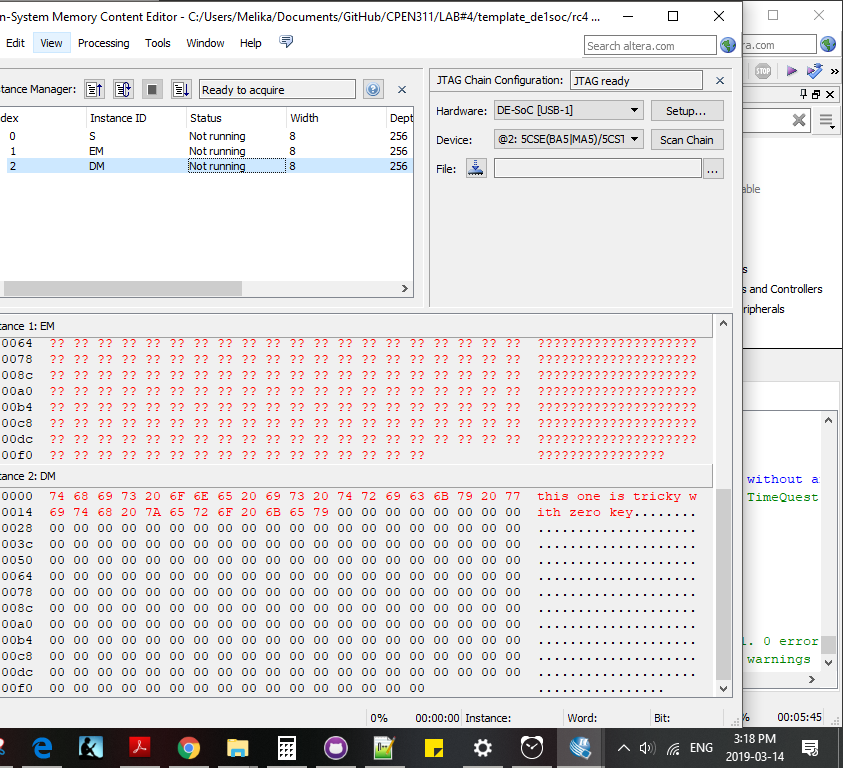 n-System Memory Content Editor - C:/Users/Melika/Documents/GitHub/CPEN311/LAB#4/template_de1soc/rc4 ...
Edit View Processing Tools Window Help
Search altera.com
a.com
stance Manager: Ready to acquire
JTAG Chain Configuration: JTAG ready
dex Instance ID Status Width Dept
0 S Not running 8 256
1 EM Not running 8 256
2 DM Not running 8 256
Hardware: DE-SoC [USB-1] Setup...
Device: @2: 5CSE(BA5|MA5)/5CST Scan Chain
File: ...
STOP
able
s
s and Controllers
ripherals
tance 1: EM
0064 ?? ?? ?? ?? ?? ?? ?? ?? ?? ?? ?? ?? ?? ?? ?? ?? ?? ?? ?? ?? ????????????????????
0078 ?? ?? ?? ?? ?? ?? ?? ?? ?? ?? ?? ?? ?? ?? ?? ?? ?? ?? ?? ?? ????????????????????
008c ?? ?? ?? ?? ?? ?? ?? ?? ?? ?? ?? ?? ?? ?? ?? ?? ?? ?? ?? ?? ????????????????????
00a0 ?? ?? ?? ?? ?? ?? ?? ?? ?? ?? ?? ?? ?? ?? ?? ?? ?? ?? ?? ?? ????????????????????
00b4 ?? ?? ?? ?? ?? ?? ?? ?? ?? ?? ?? ?? ?? ?? ?? ?? ?? ?? ?? ?? ????????????????????
00c8 ?? ?? ?? ?? ?? ?? ?? ?? ?? ?? ?? ?? ?? ?? ?? ?? ?? ?? ?? ?? ????????????????????
00dc ?? ?? ?? ?? ?? ?? ?? ?? ?? ?? ?? ?? ?? ?? ?? ?? ?? ?? ?? ?? ????????????????????
00f0 ?? ?? ?? ?? ?? ?? ?? ?? ?? ?? ?? ?? ?? ?? ?? ?? ????????????????
tance 2: DM
0000 74 68 69 73 20 6F 6E 65 20 69 73 20 74 72 69 63 6B 79 20 77 this one is tricky w
0014 69 74 68 20 7A 65 72 6F 20 6B 65 79 00 00 00 00 00 00 00 00 ith zero key........
0028 00 00 00 00 00 00 00 00 00 00 00 00 00 00 00 00 00 00 00 00 ....................
003c 00 00 00 00 00 00 00 00 00 00 00 00 00 00 00 00 00 00 00 00 ....................
0050 00 00 00 00 00 00 00 00 00 00 00 00 00 00 00 00 00 00 00 00 ....................
0064 00 00 00 00 00 00 00 00 00 00 00 00 00 00 00 00 00 00 00 00 ....................
0078 00 00 00 00 00 00 00 00 00 00 00 00 00 00 00 00 00 00 00 00 ....................
008c 00 00 00 00 00 00 00 00 00 00 00 00 00 00 00 00 00 00 00 00 ....................
00a0 00 00 00 00 00 00 00 00 00 00 00 00 00 00 00 00 00 00 00 00 ....................
00b4 00 00 00 00 00 00 00 00 00 00 00 00 00 00 00 00 00 00 00 00 ....................
00c8 00 00 00 00 00 00 00 00 00 00 00 00 00 00 00 00 00 00 00 00 ....................
00dc 00 00 00 00 00 00 00 00 00 00 00 00 00 00 00 00 00 00 00 00 ....................
00f0 00 00 00 00 00 00 00 00 00 00 00 00 00 00 00 00 ................
without a
TimeQuest
. 0 error
warnings
0% 00:00:00 Instance: Word: Bit:
% 00:05:45
ENG
3:18 PM
2019-03-14